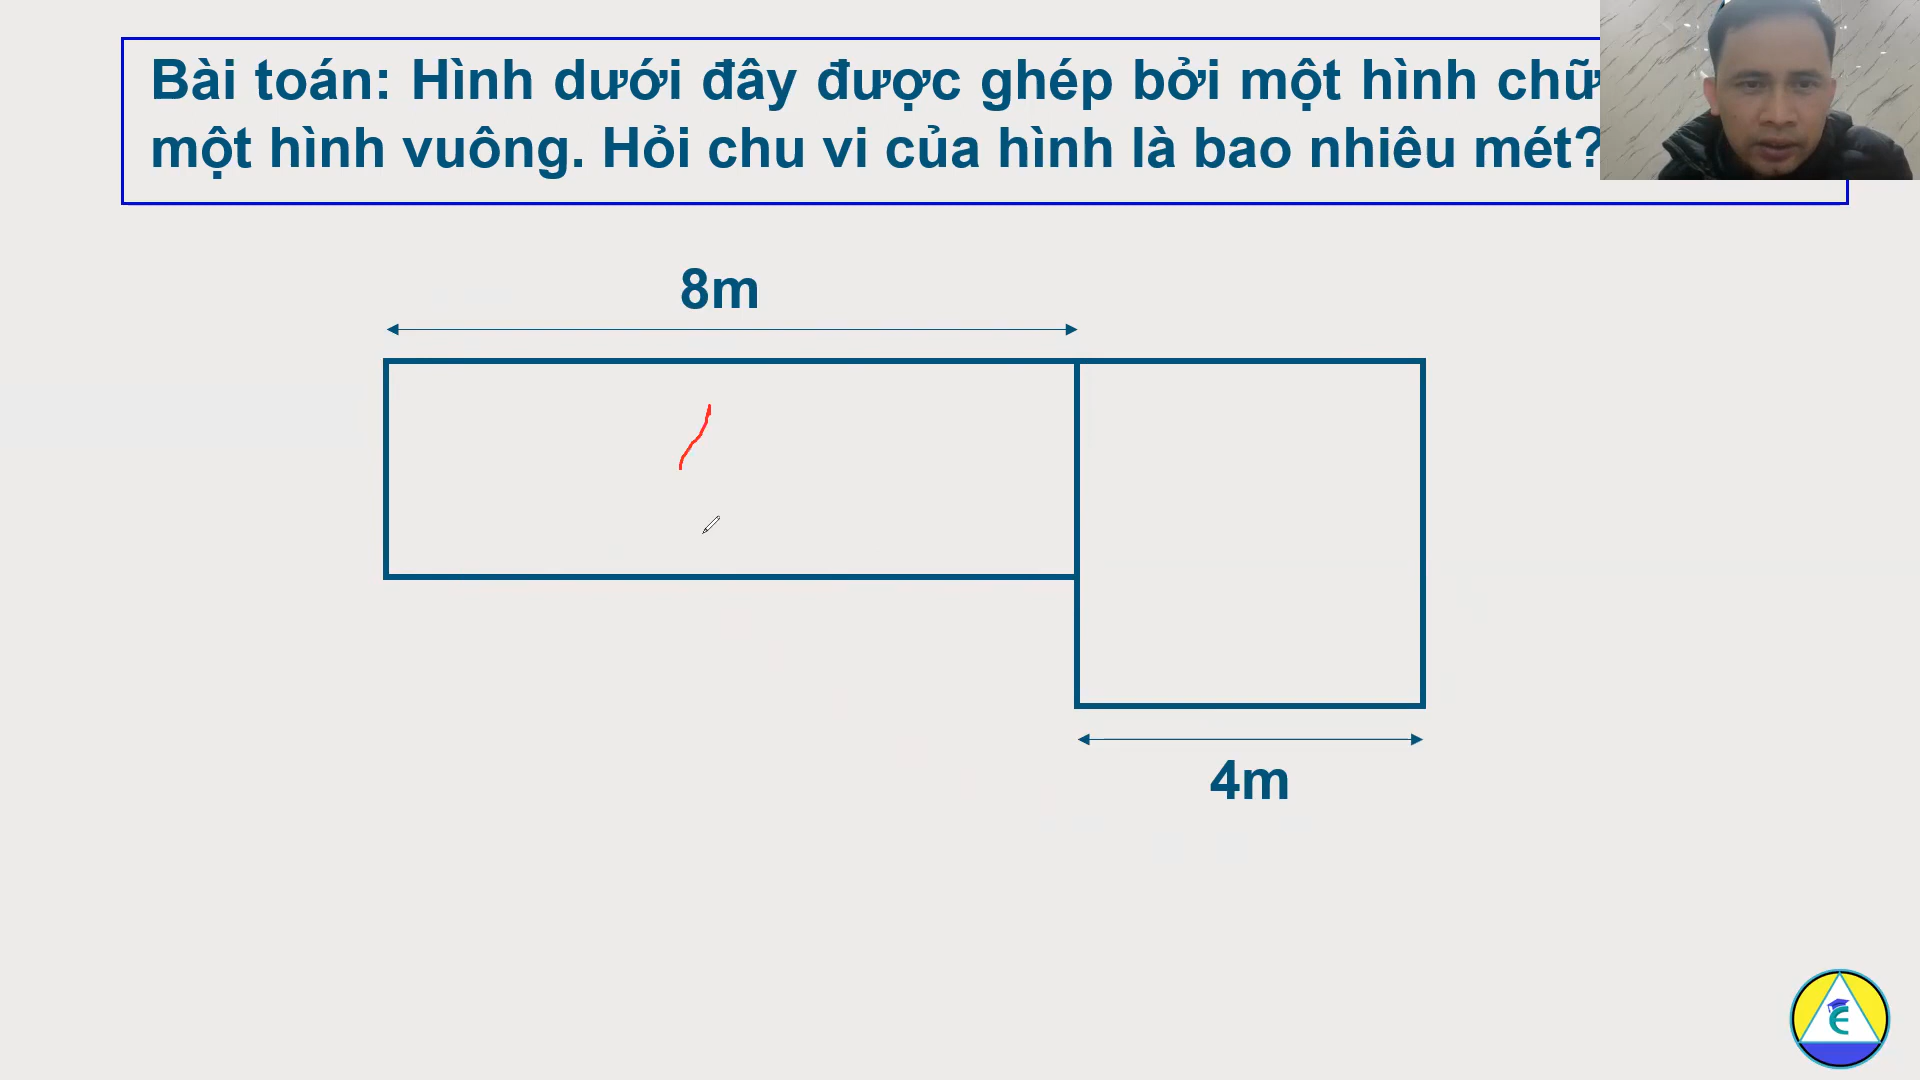 Bài toán: Hình dưới đây được ghép bởi một hình chữ
một hình vuông. Hỏi chu vi của hình là bao nhiêu mét?
8m
4m